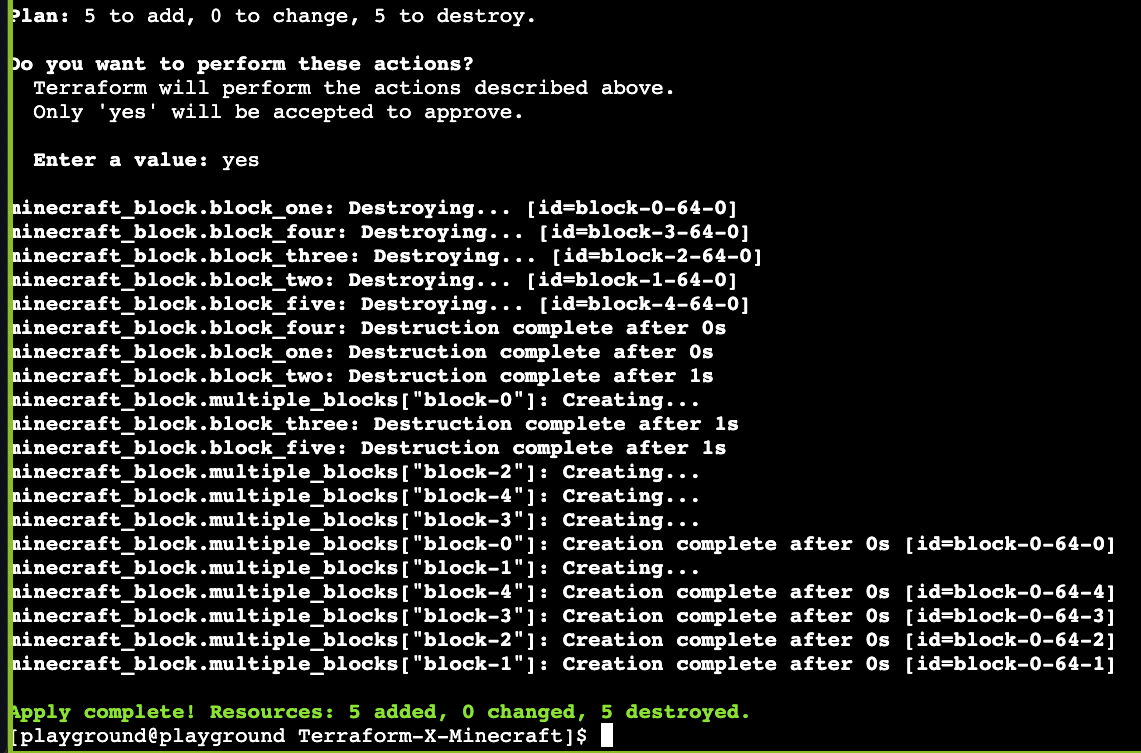 Plan: 5 to add, 0 to change, 5 to destroy.
Do you want to perform these actions?
Terraform will perform the actions described above.
Only 'yes' will be accepted to approve.
Enter a value: yes
minecraft_block.block_one: Destroying... [id=block-0-64-0]
minecraft_block.block_four: Destroying... [id=block-3-64-0]
minecraft_block.block_three: Destroying... [id=block-2-64-0]
minecraft_block.block_two: Destroying... [id=block-1-64-0]
minecraft_block.block_five: Destroying... [id=block-4-64-0]
minecraft_block.block_four: Destruction complete after 0s
minecraft_block.block_one: Destruction complete after 0s
minecraft_block.block_two: Destruction complete after 1s
minecraft_block.multiple_blocks["block-0"]: Creating...
minecraft_block.block_three: Destruction complete after 1s
minecraft_block.block_five: Destruction complete after 1s
minecraft_block.multiple_blocks["block-2"]: Creating...
minecraft_block.multiple_blocks["block-4"]: Creating...
minecraft_block.multiple_blocks["block-3"]: Creating...
minecraft_block.multiple_blocks["block-0"]: Creation complete after 0s [id=block-0-64-0]
minecraft_block.multiple_blocks["block-1"]: Creating...
minecraft_block.multiple_blocks["block-4"]: Creation complete after 0s [id=block-0-64-4]
minecraft_block.multiple_blocks["block-3"]: Creation complete after 0s [id=block-0-64-3]
minecraft_block.multiple_blocks["block-2"]: Creation complete after 0s [id=block-0-64-2]
minecraft_block.multiple_blocks["block-1"]: Creation complete after 0s [id=block-0-64-1]
Apply complete! Resources: 5 added, 0 changed, 5 destroyed.
[playground@playground Terraform-X-Minecraft]$